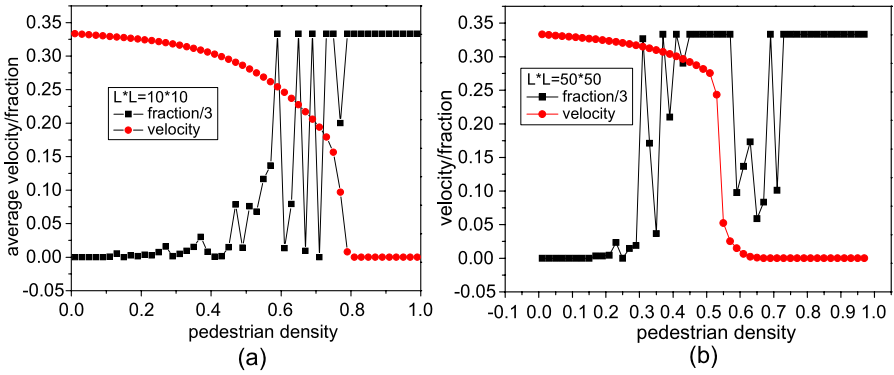 average velocity/fraction
0.35
0.30
0.25
0.20
0.15
0.10
0.05
0.00
-0.05
L*L=10*10
fraction/3
velocity
0.0 0.2 0.4 0.6 0.8 1.0
pedestrian density
(a)
velocity/fraction
0.35
0.30
0.25
0.20
0.15
0.10
0.05
0.00
-0.05
L*L=50*50
fraction/3
velocity
-0.1 0.0 0.1 0.2 0.3 0.4 0.5 0.6 0.7 0.8 0.9 1.0
pedestrian density
(b)